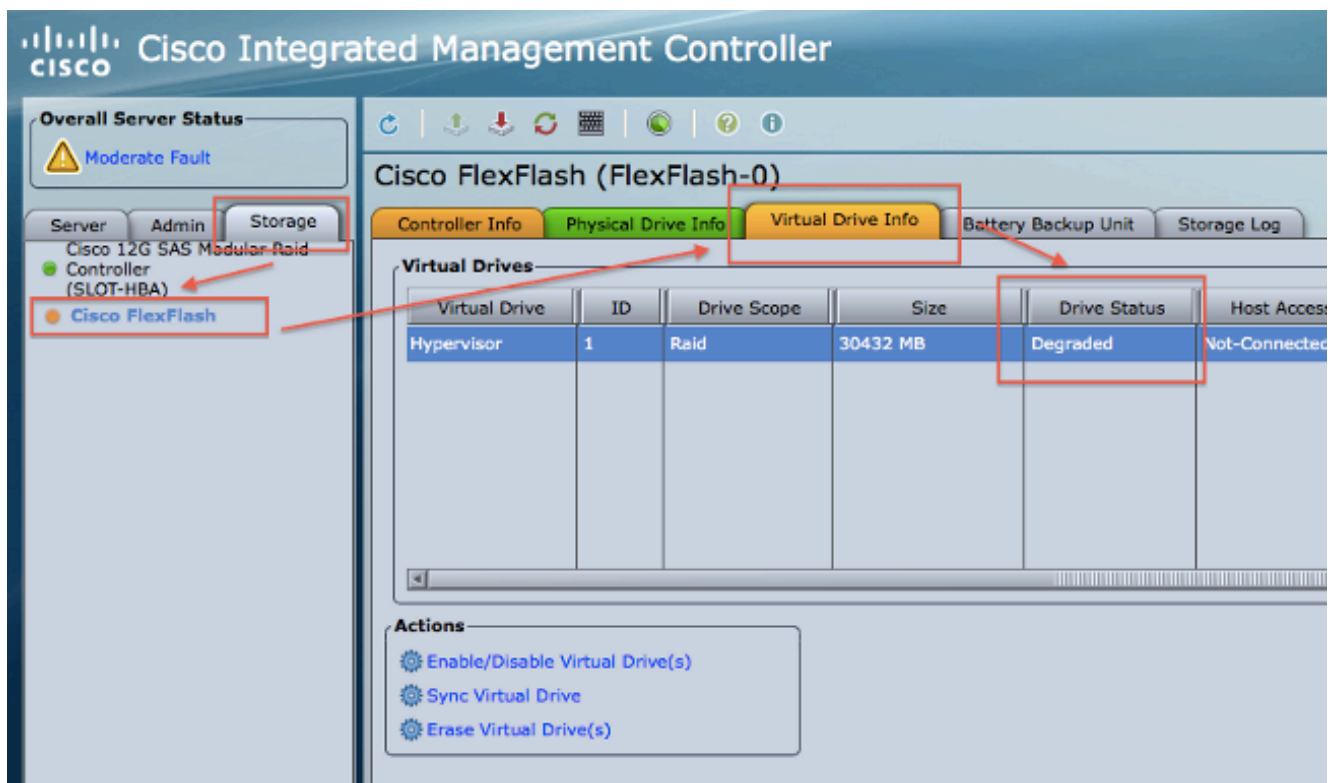 CISCO
Cisco Integrated Management Controller
Overall Server Status
Moderate Fault
Server Admin Storage
Cisco 12G SAS Modular Raid
Controller
(SLOT-HBA)
Cisco FlexFlash
Cisco FlexFlash (FlexFlash-0)
Controller Info Physical Drive Info Virtual Drive Info Battery Backup Unit Storage Log
Virtual Drives
Virtual Drive ID Drive Scope Size Drive Status Host Access
Hypervisor 1 Raid 30432 MB Degraded Not-Connected
Actions
Enable/Disable Virtual Drive(s)
Sync Virtual Drive
Erase Virtual Drive(s)